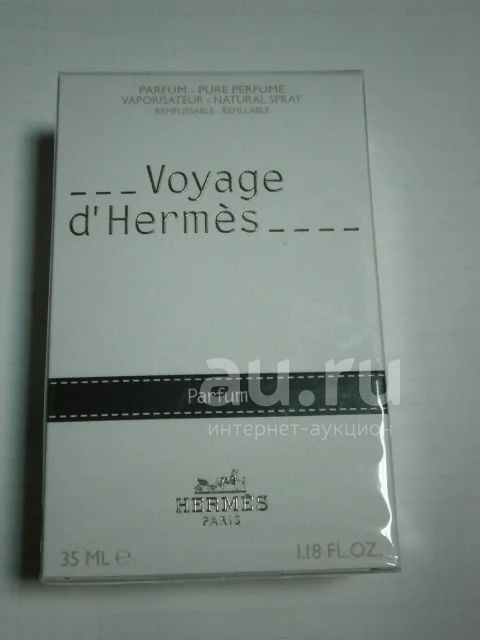 PARFUM - PURE PERFUME
VAPORISATEUR - NATURAL SPRAY
REMPLISSABLE - REFILLABLE
___Voyage
d'Hermès____
au.ru
Parfum
интернет-аукцион
HERMÈS
PARIS
35 ML e 1.18 FL.OZ.